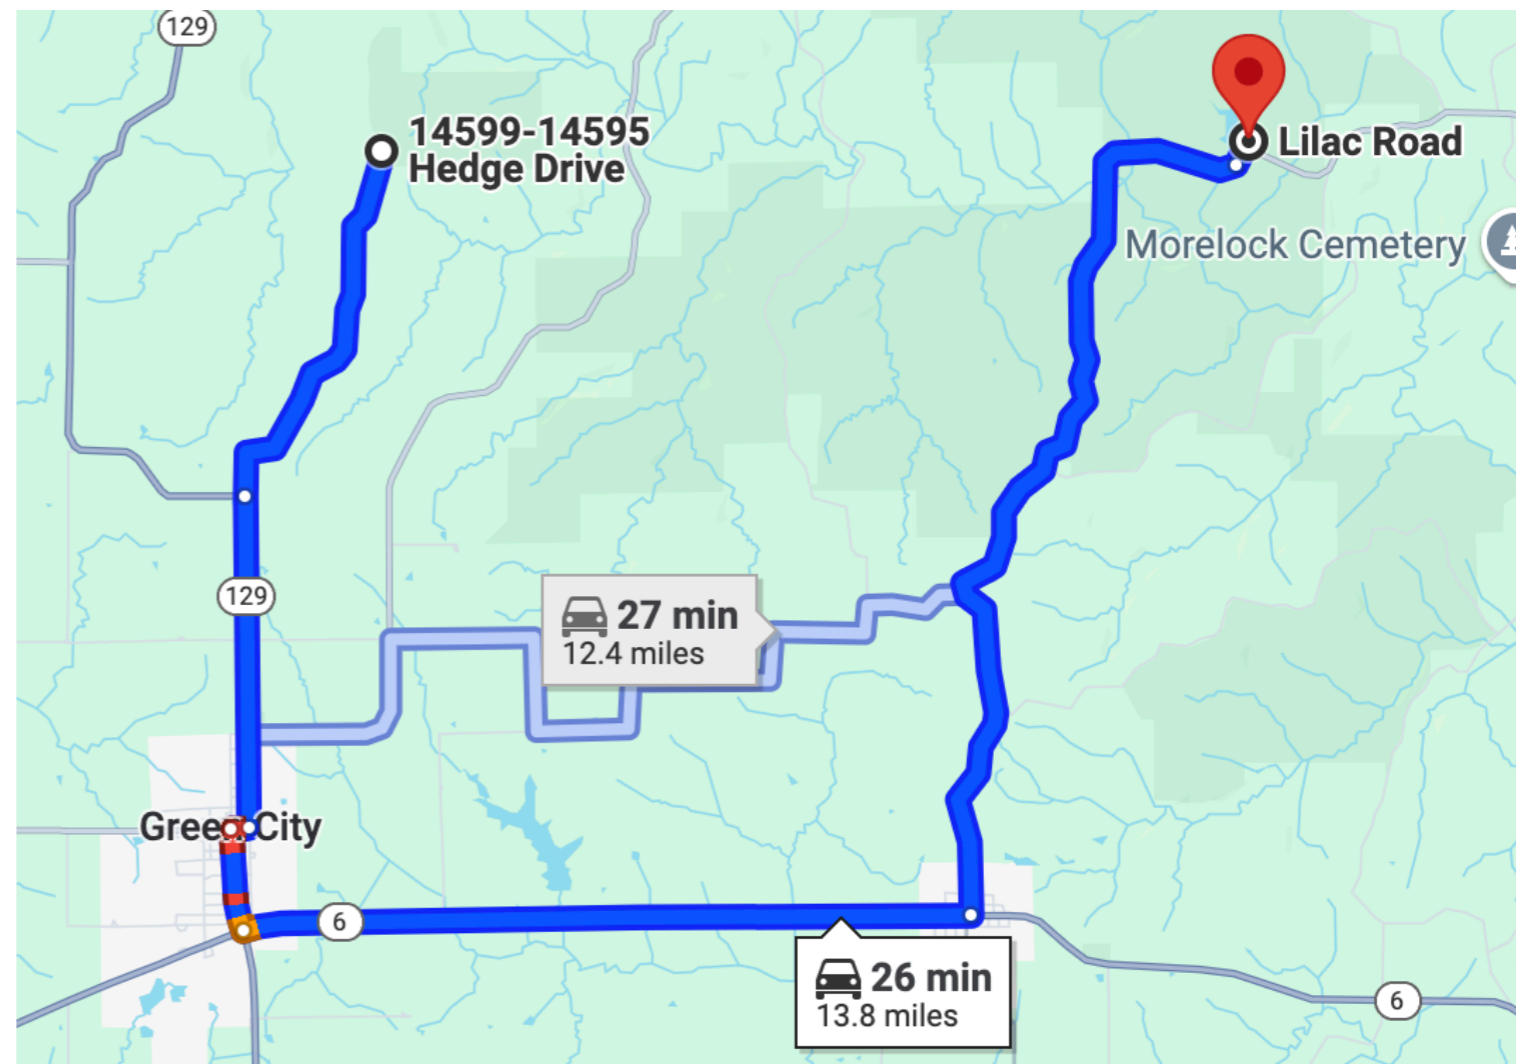 129
14599-14595
Hedge Drive
Lilac Road
Morelock Cemetery
129
27 min
12.4 miles
Green City
6
26 min
13.8 miles
6